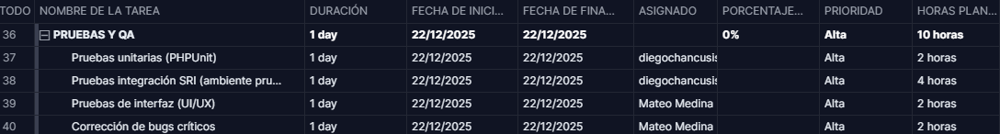 TODO NOMBRE DE LA TAREA DURACIÓN FECHA DE INICI... FECHA DE FINA... ASIGNADO PORCENTAJE... PRIORIDAD HORAS PLAN...
36 PRUEBAS Y QA 1 day 22/12/2025 22/12/2025 0% Alta 10 horas
37 Pruebas unitarias (PHPUnit) 1 day 22/12/2025 22/12/2025 diegochancusis Alta 2 horas
38 Pruebas integración SRI (ambiente pru... 1 day 22/12/2025 22/12/2025 diegochancusis Alta 4 horas
39 Pruebas de interfaz (UI/UX) 1 day 22/12/2025 22/12/2025 Mateo Medina Alta 2 horas
40 Corrección de bugs críticos 1 day 22/12/2025 22/12/2025 Mateo Medina Alta 2 horas